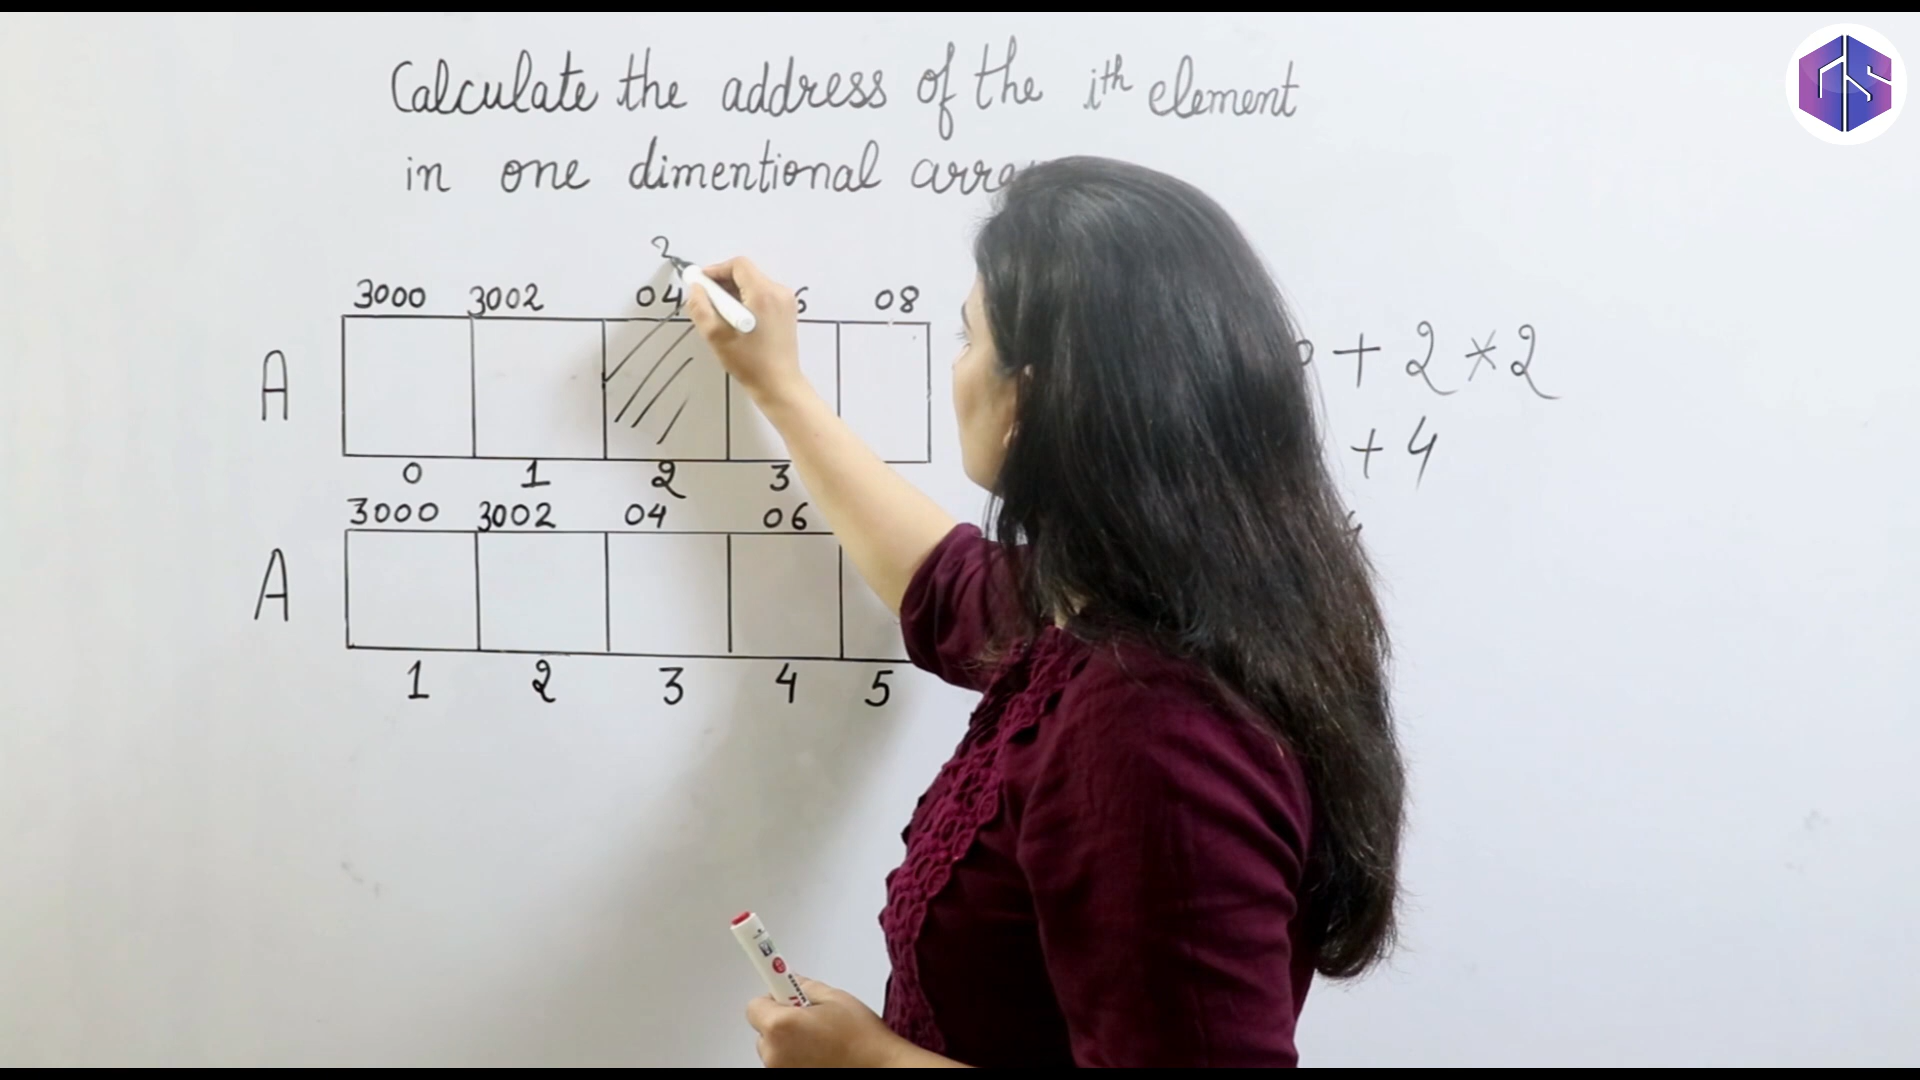 Calculate the address of the ith element
in one dimentional
2
3000 3002 04 08
A
+ 2 * 2
+ 4
0 1 2 3
3000 3002 04 06
A
1 2 3 4 5